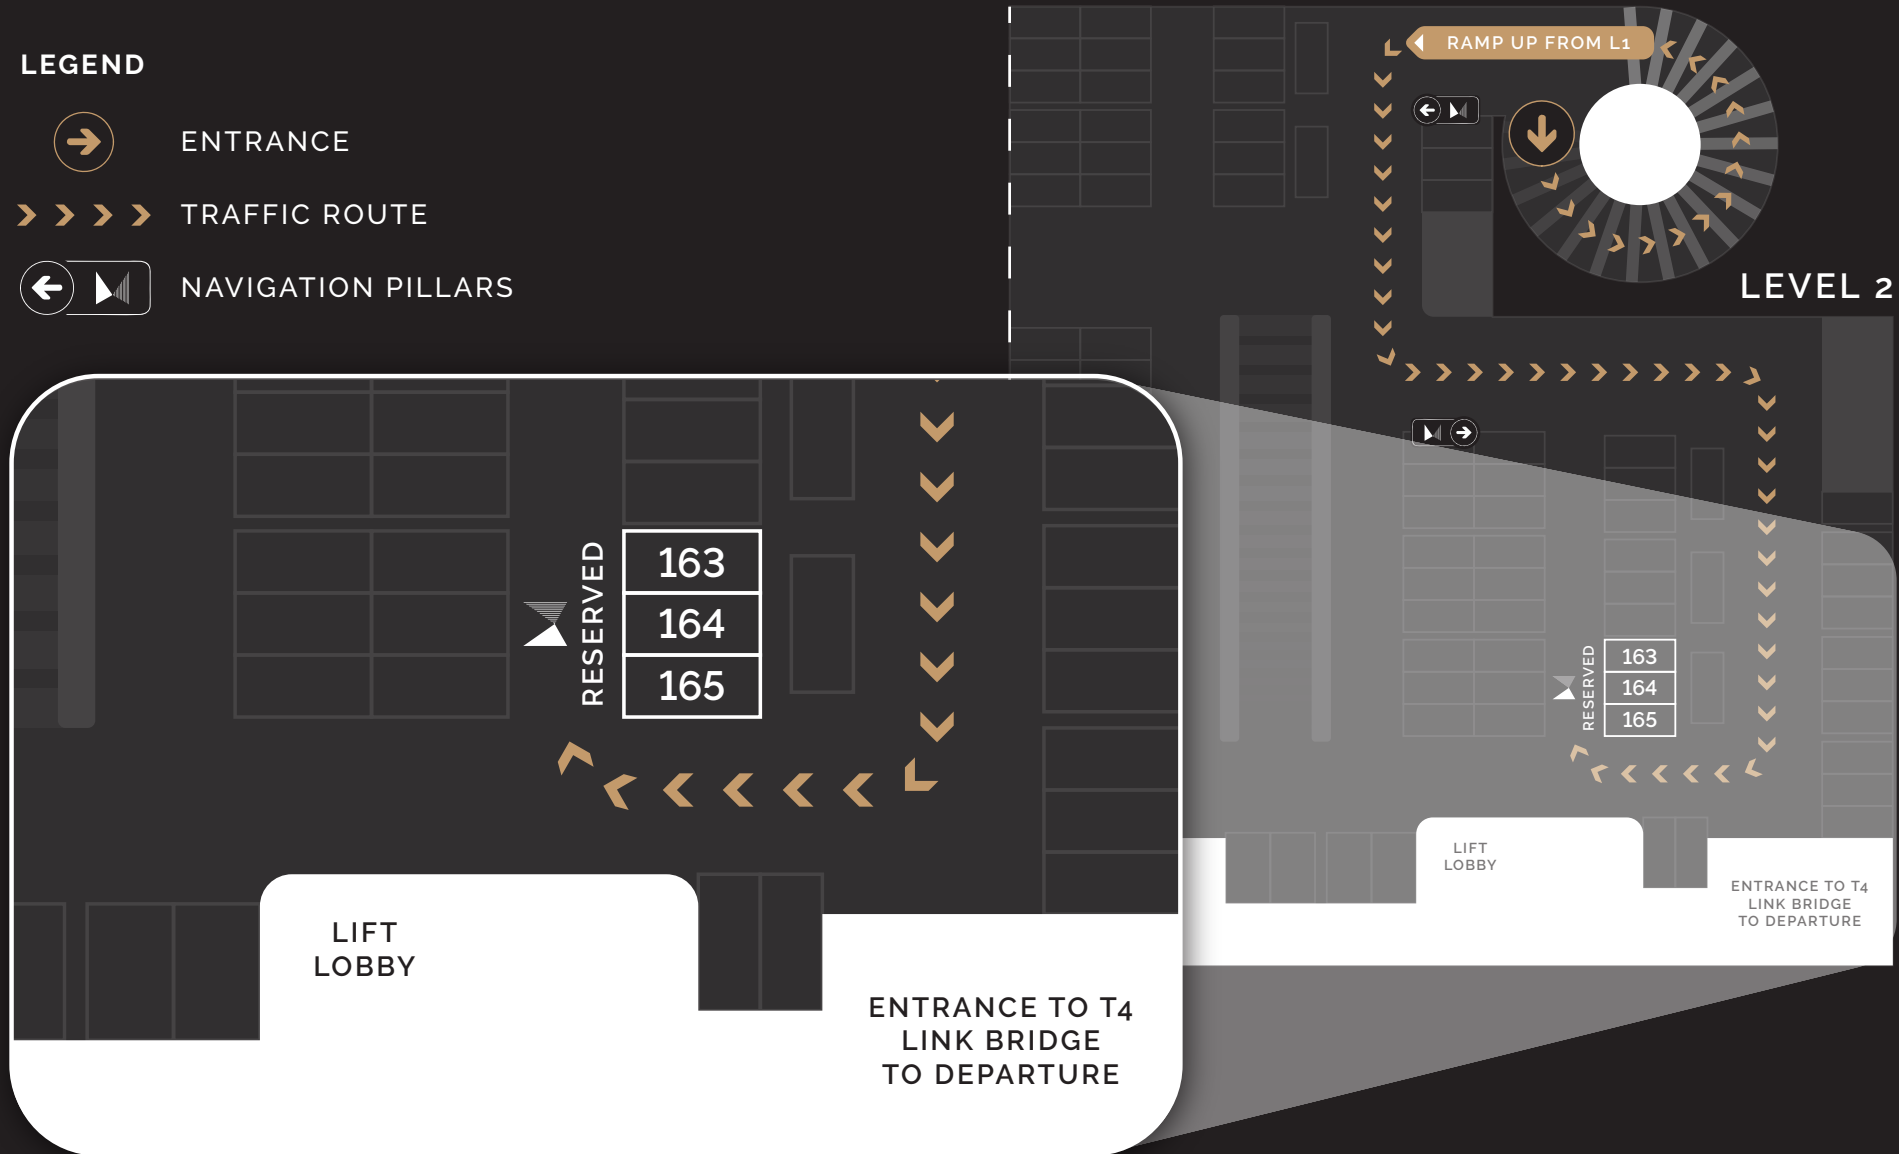 LEGEND
ENTRANCE
TRAFFIC ROUTE
NAVIGATION PILLARS
RAMP UP FROM L1
LEVEL 2
RESERVED
163
164
165
LIFT
LOBBY
ENTRANCE TO T4
LINK BRIDGE
TO DEPARTURE
RESERVED
163
164
165
LIFT
LOBBY
ENTRANCE TO T4
LINK BRIDGE
TO DEPARTURE